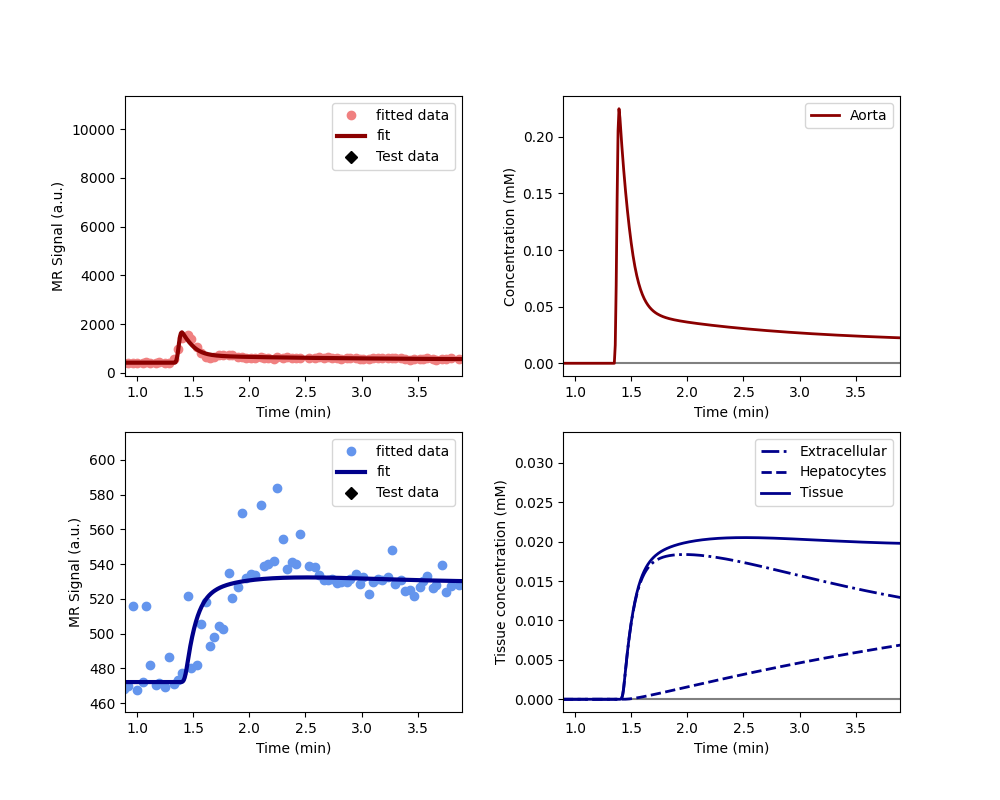 10000
8000
6000
4000
2000
0
MR Signal (a.u.)
fitted data
fit
Test data
1.0 1.5 2.0 2.5 3.0 3.5
Time (min)
0.20
0.15
0.10
0.05
0.00
Concentration (mM)
Aorta
1.0 1.5 2.0 2.5 3.0 3.5
Time (min)
600
580
560
540
520
500
480
460
MR Signal (a.u.)
fitted data
fit
Test data
1.0 1.5 2.0 2.5 3.0 3.5
Time (min)
0.030
0.025
0.020
0.015
0.010
0.005
0.000
Tissue concentration (mM)
Extracellular
Hepatocytes
Tissue
1.0 1.5 2.0 2.5 3.0 3.5
Time (min)